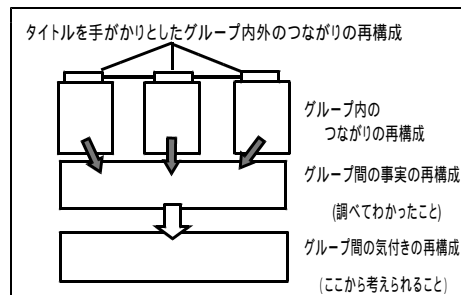 タイトルを手がかりとしたグループ内外のつながりの再構成
グループ内の
つながりの再構成
グループ間の事実の再構成
(調べてわかったこと)
グループ間の気付きの再構成
(ここから考えられること)